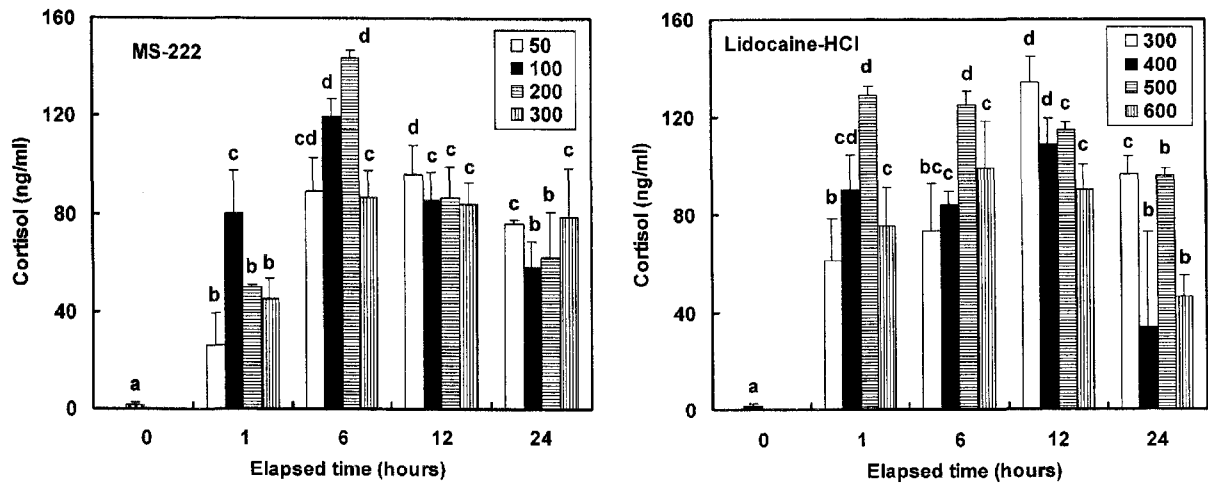 160
120
80
40
0
Cortisol (ng/ml)
MS-222
50
100
200
300
a
b
c
b
b
cd
d
d
c
d
c
c
c
c
b
b
c
0
1
6
12
24
Elapsed time (hours)
160
120
80
40
0
Cortisol (ng/ml)
Lidocaine-HCl
300
400
500
600
a
b
cd
d
c
bc
c
d
c
d
d
c
c
c
b
b
b
0
1
6
12
24
Elapsed time (hours)